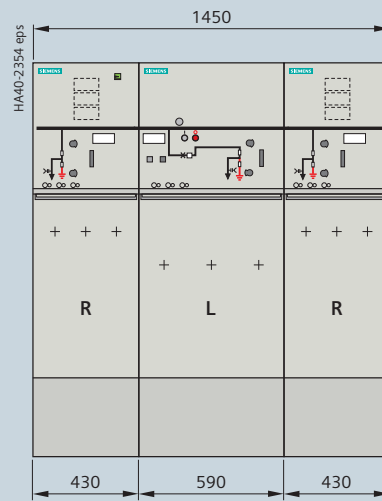 1450
HA40-2354 eps
SIEMENS SIEMENS SIEMENS
R L R
430 590 430